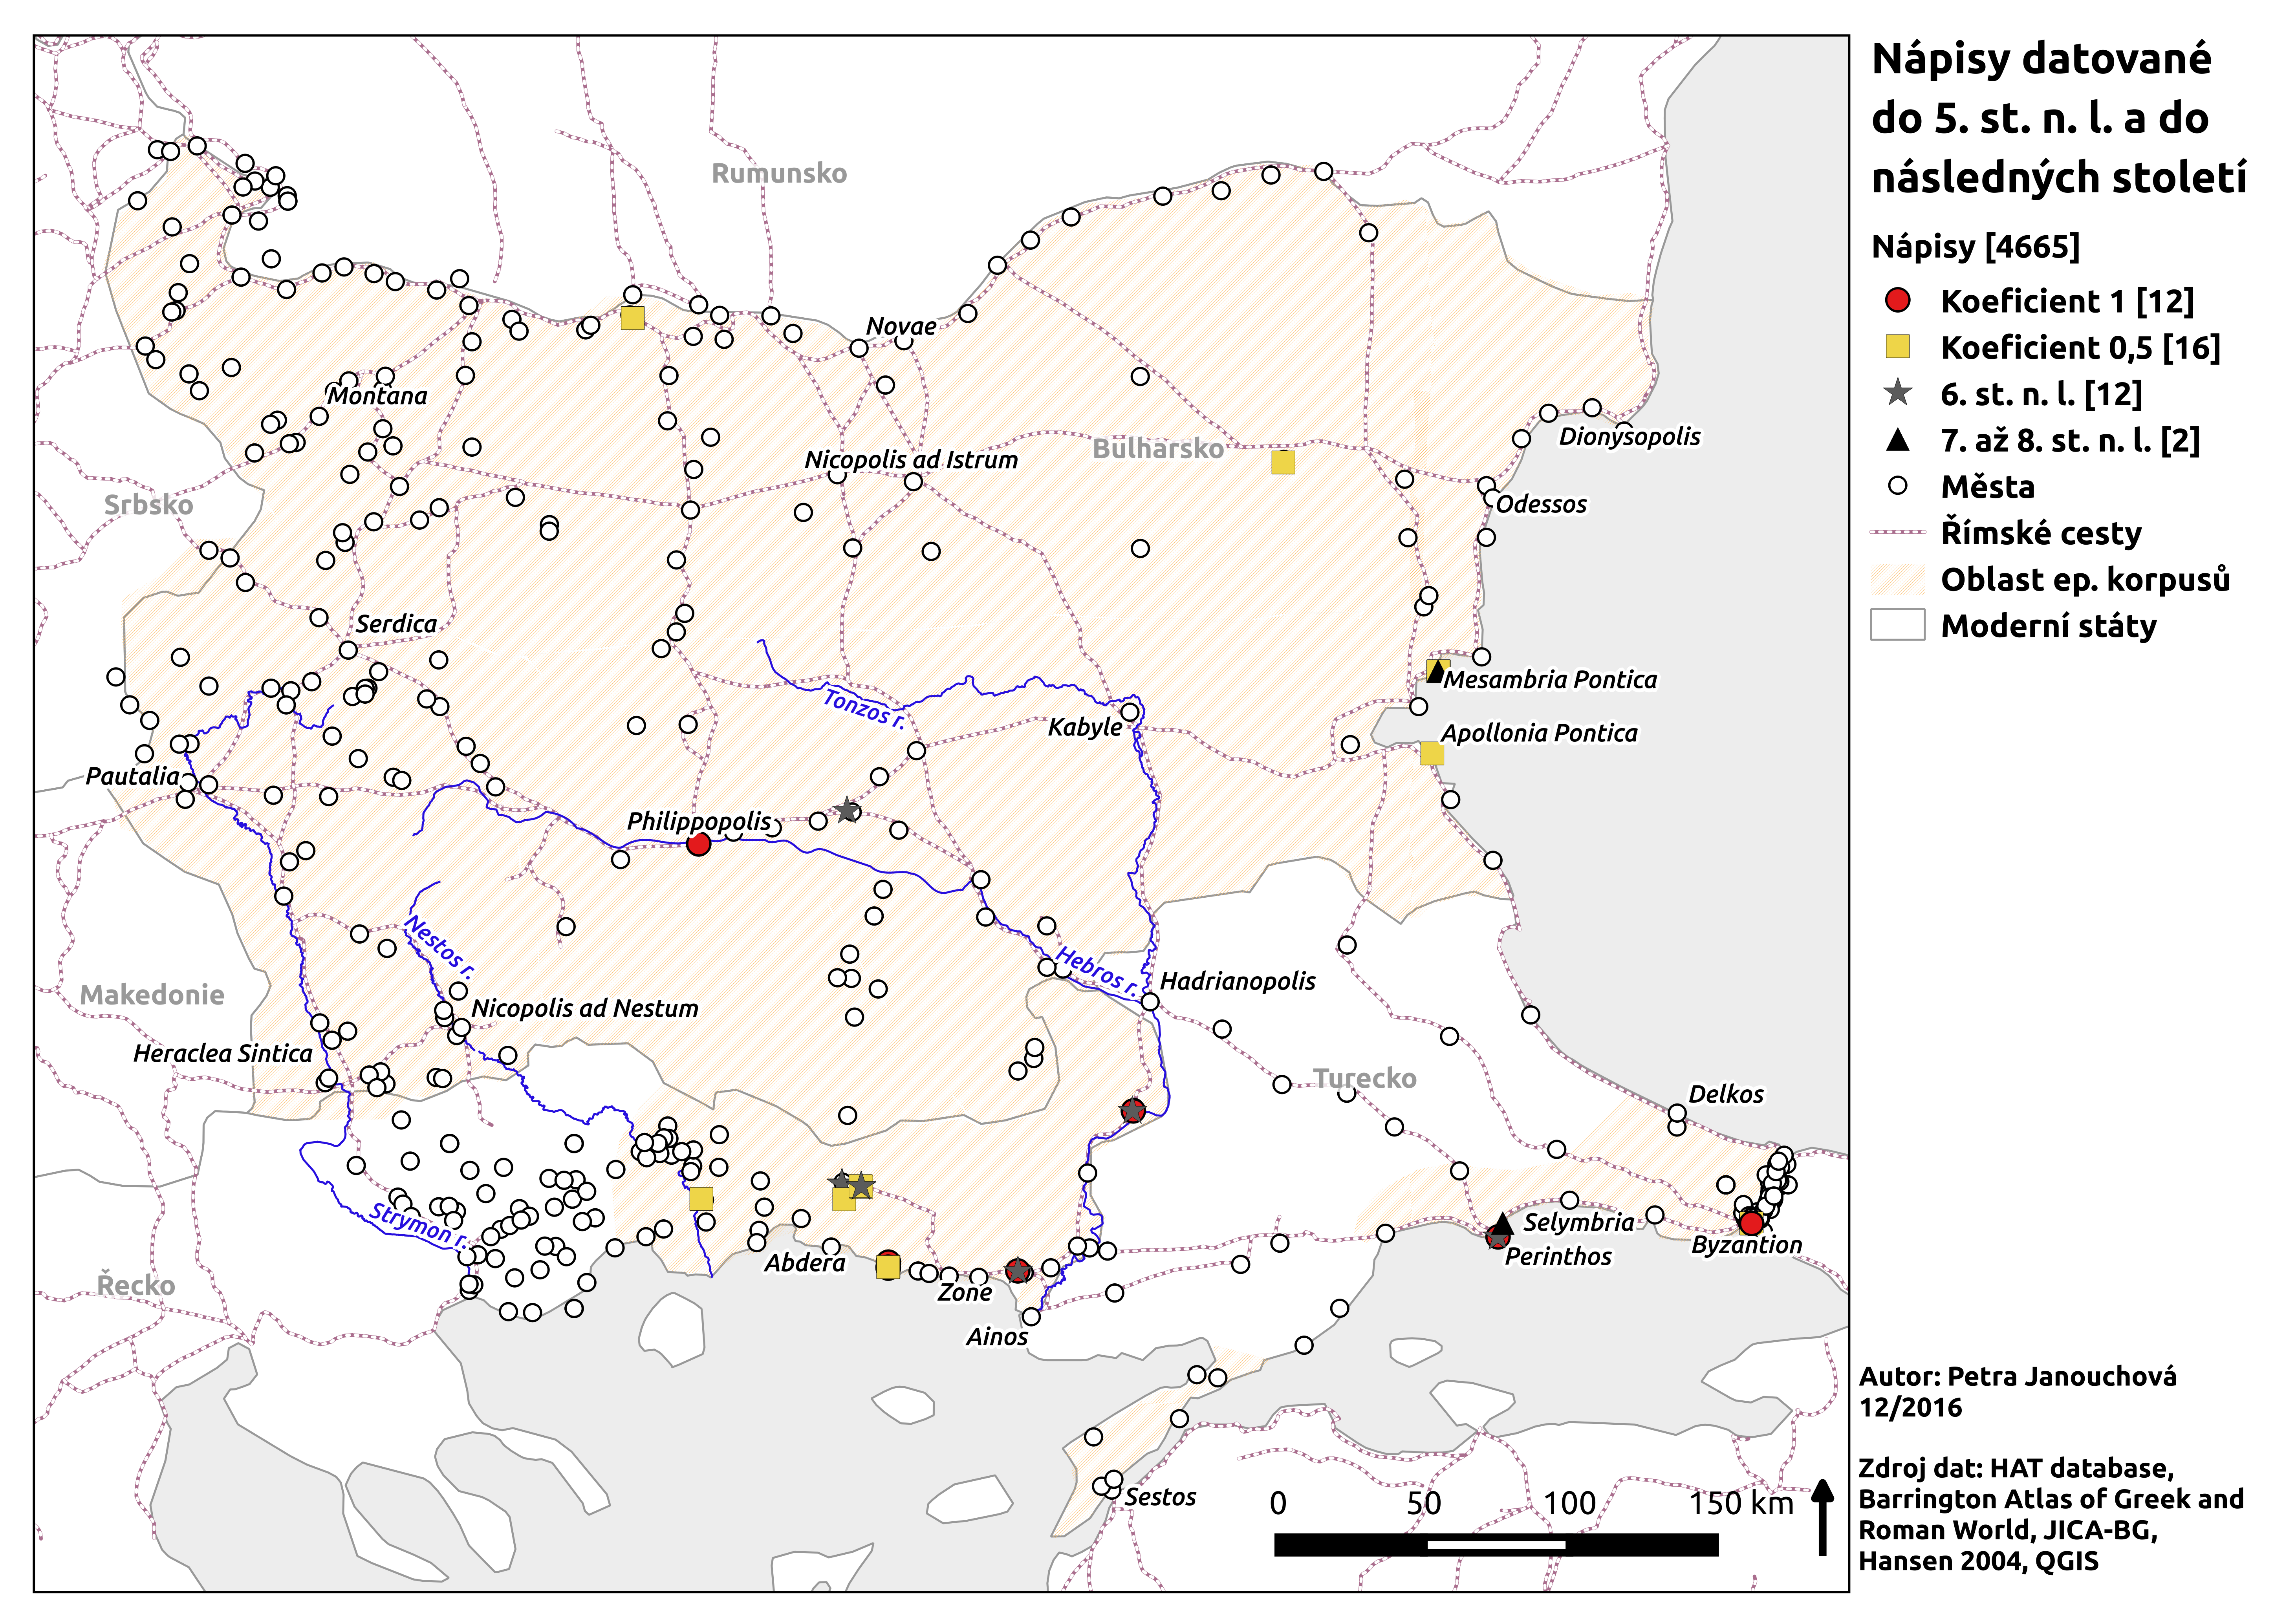 Nápisy datované
do 5. st. n. l. a do
následných století
Nápisy [4665]
Koeficient 1 [12]
Koeficient 0,5 [16]
6. st. n. l. [12]
7. až 8. st. n. l. [2]
Města
Římské cesty
Oblast ep. korpusů
Moderní státy
Rumunsko
Novae
Montana
Dionysopolis
Bulharsko
Nicopolis ad Istrum
Srbsko
Odessos
Serdica
Mesambria Pontica
Tonzos r.
Kabyle
Apollonia Pontica
Pautalia
Philippopolis
Nestos r.
Hebros r.
Hadrianopolis
Makedonie
Nicopolis ad Nestum
Heraclea Sintica
Turecko
Delkos
Strymon r.
Selymbria
Byzantion
Perinthos
Abdera
Řecko
Zone
Ainos
Sestos
0 50 100 150 km
Autor: Petra Janouchová
12/2016
Zdroj dat: HAT database,
Barrington Atlas of Greek and
Roman World, JICA-BG,
Hansen 2004, QGIS